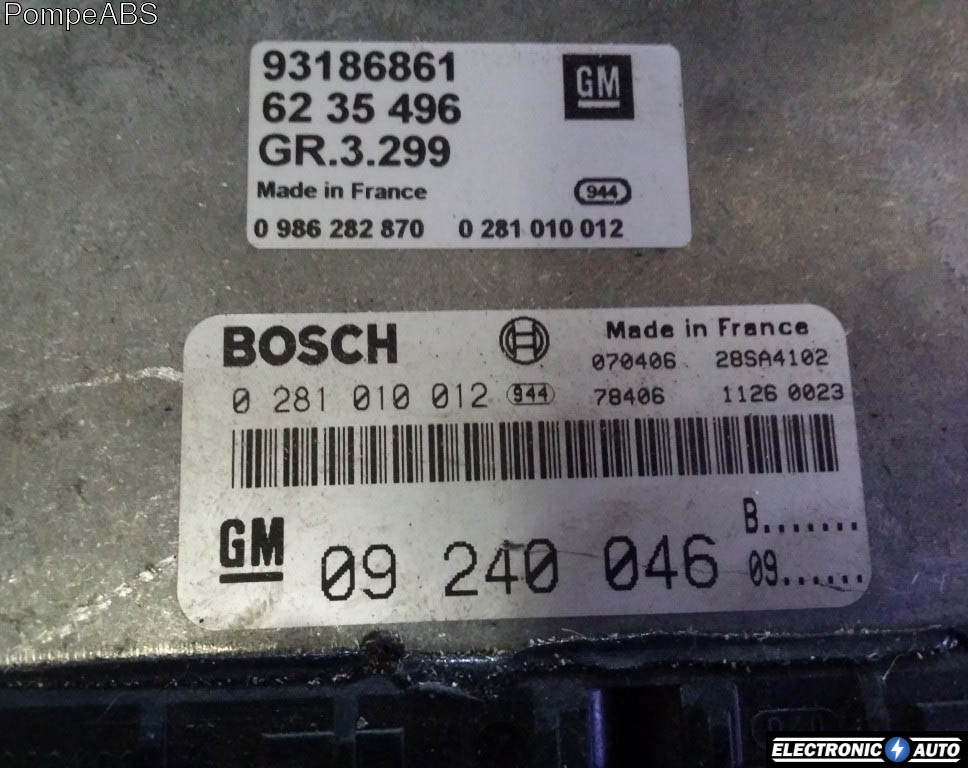 PompeABS
93186861
GM
62 35 496
GR.3.299
Made in France 944
0 986 282 870 0 281 010 012
BOSCH Made in France
070406 28SA4102
0 281 010 012 944 78406 1126 0023
GM 09 240 046
B.......
09......
ELECTRONIC AUTO